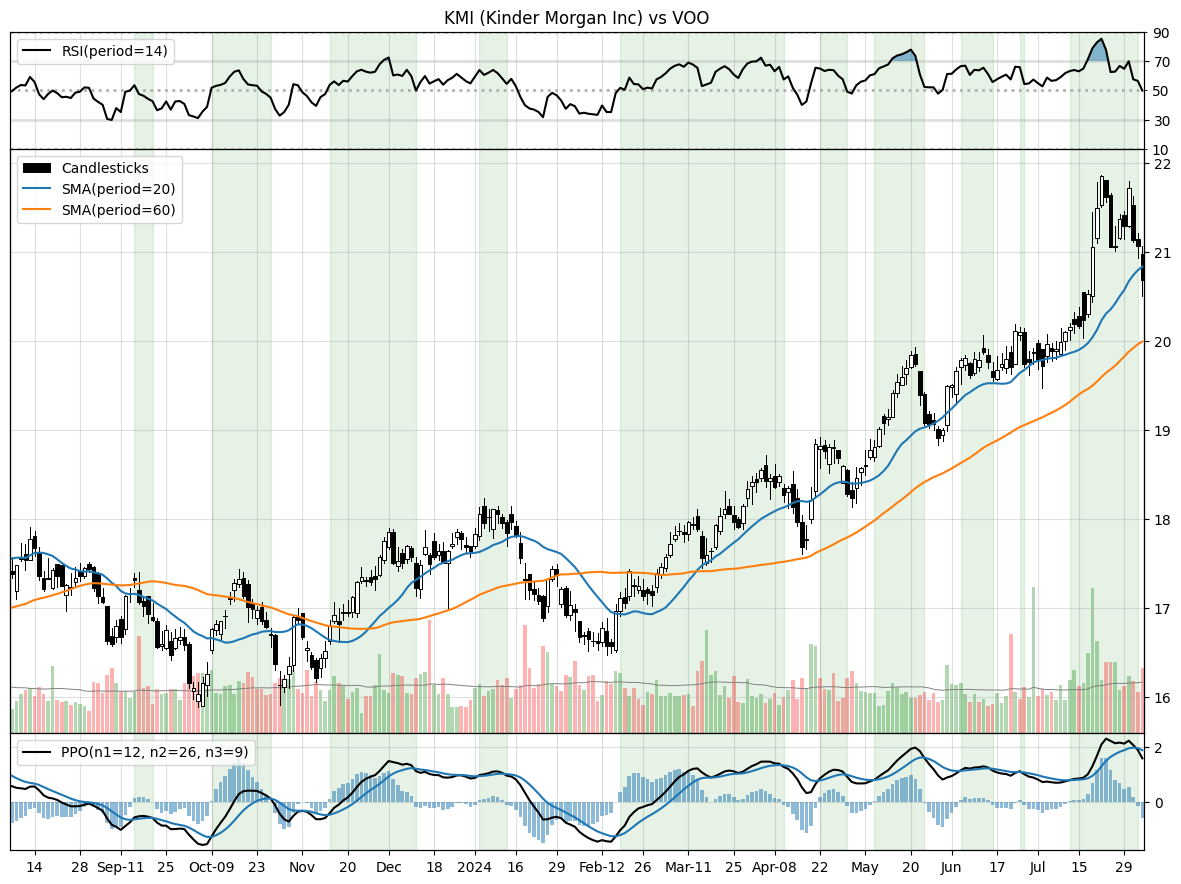 KMI (Kinder Morgan Inc) vs VOO
RSI(period=14)
90
70
50
30
10
Candlesticks
SMA(period=20)
SMA(period=60)
22
21
20
19
18
17
16
PPO(n1=12, n2=26, n3=9)
2
0
14 28 Sep-11 25 Oct-09 23 Nov 20 Dec 18 2024 16 29 Feb-12 26 Mar-11 25 Apr-08 22 May 20 Jun 17 Jul 15 29